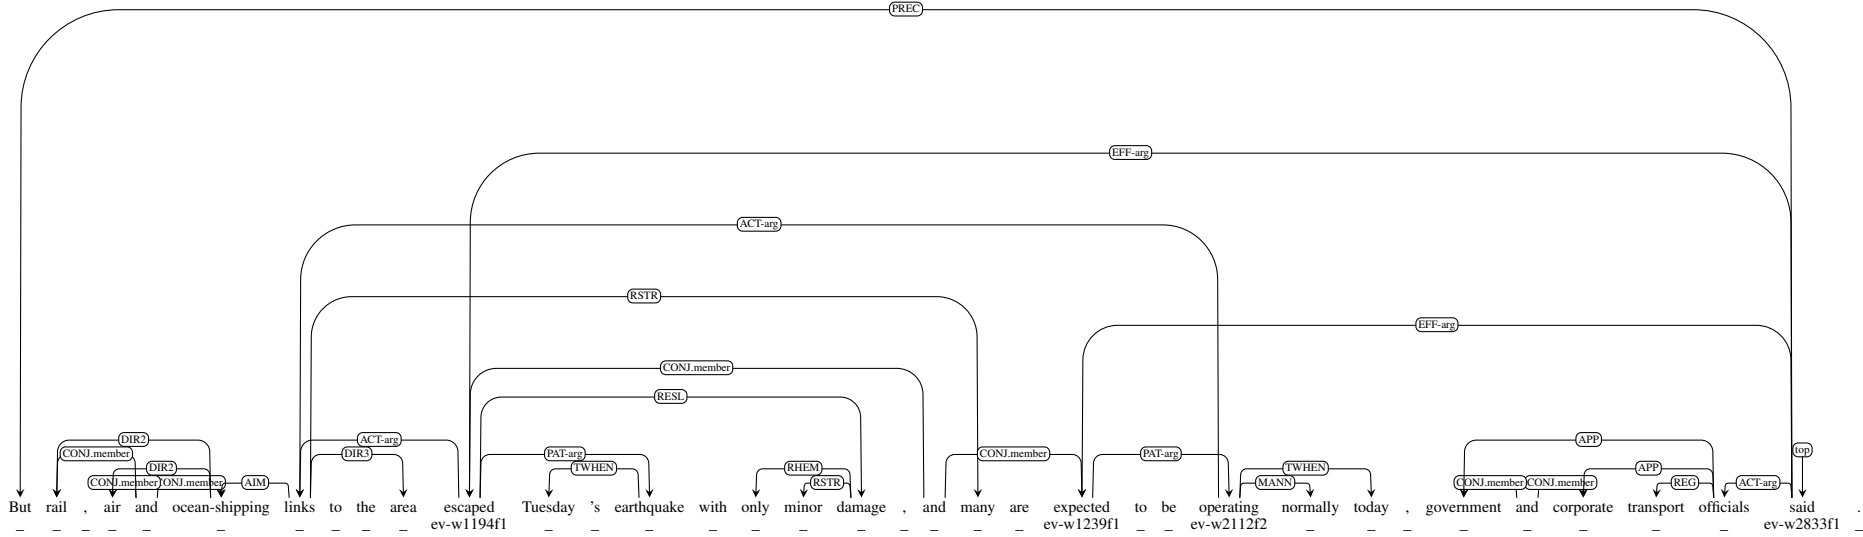 PREC
EFF-arg
ACT-arg
RSTR
EFF-arg
CONJ.member
RESL
DIR2 ACT-arg APP
CONJ.member DIR3 PAT-arg CONJ.member PAT-arg top
DIR2 TWHEN RHEM TWHEN APP
CONJ.member CONJ.member AIM RSTR MANN CONJ.member CONJ.member REG ACT-arg
But rail , air and ocean-shipping links to the area escaped Tuesday 's earthquake with only minor damage , and many are expected to be operating normally today , government and corporate transport officials said .
_ _ _ _ _ _ _ _ _ _ ev-w1194f1 _ _ _ _ _ _ _ _ _ _ _ ev-w1239f1 _ _ ev-w2112f2 _ _ _ _ _ _ _ _ ev-w2833f1 _